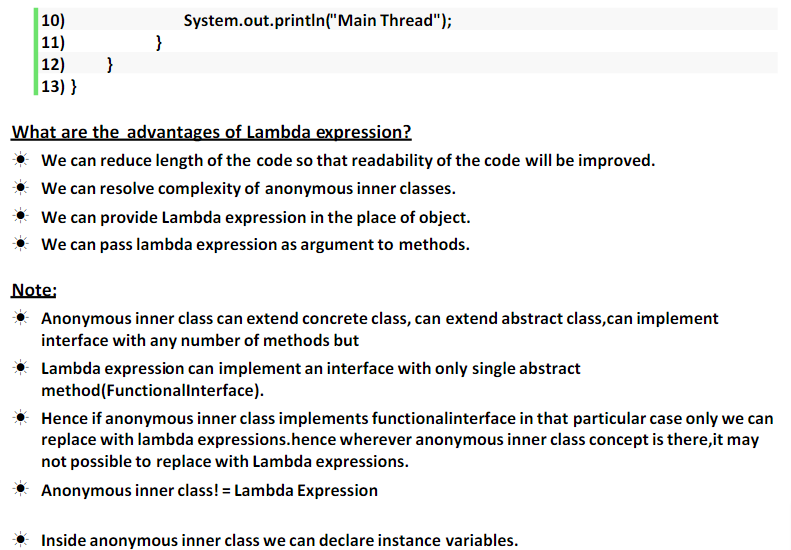 10) System.out.println("Main Thread");
11) }
12) }
13) }
What are the advantages of Lambda expression?
We can reduce length of the code so that readability of the code will be improved.
We can resolve complexity of anonymous inner classes.
We can provide Lambda expression in the place of object.
We can pass lambda expression as argument to methods.
Note:
Anonymous inner class can extend concrete class, can extend abstract class,can implement
interface with any number of methods but
Lambda expression can implement an interface with only single abstract
method(FunctionalInterface).
Hence if anonymous inner class implements functionalinterface in that particular case only we can
replace with lambda expressions.hence wherever anonymous inner class concept is there,it may
not possible to replace with Lambda expressions.
Anonymous inner class! = Lambda Expression
Inside anonymous inner class we can declare instance variables.